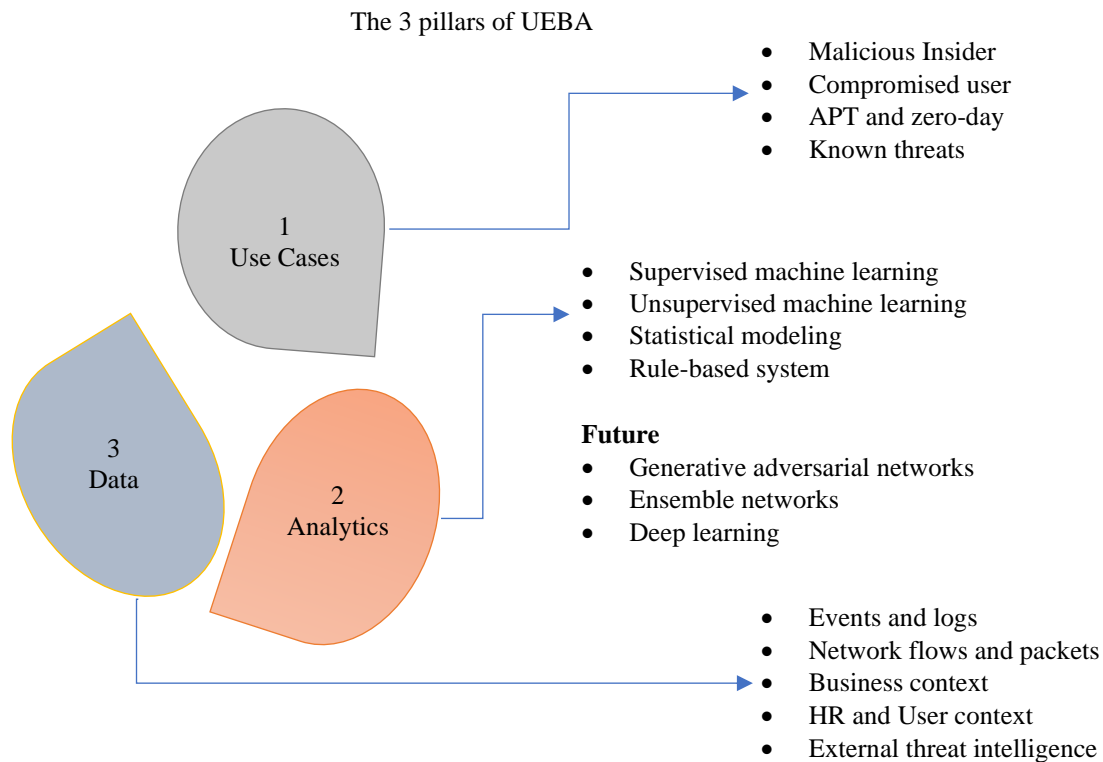 The 3 pillars of UEBA
• Malicious Insider
• Compromised user
• APT and zero-day
• Known threats
1
Use Cases
• Supervised machine learning
• Unsupervised machine learning
• Statistical modeling
• Rule-based system
Future
• Generative adversarial networks
• Ensemble networks
• Deep learning
3
Data
2
Analytics
• Events and logs
• Network flows and packets
• Business context
• HR and User context
• External threat intelligence